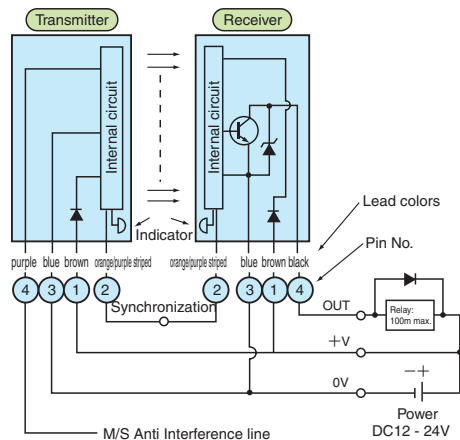 Transmitter
Receiver
Internal circuit
Internal circuit
Lead colors
Indicator
Pin No.
purple blue brown orange/purple striped
orange/purple striped blue brown black
4 3 1 2
2 3 1 4
Synchronization
OUT
Relay:
100m max.
+V
0V
− +
Power
DC12 - 24V
M/S Anti Interference line